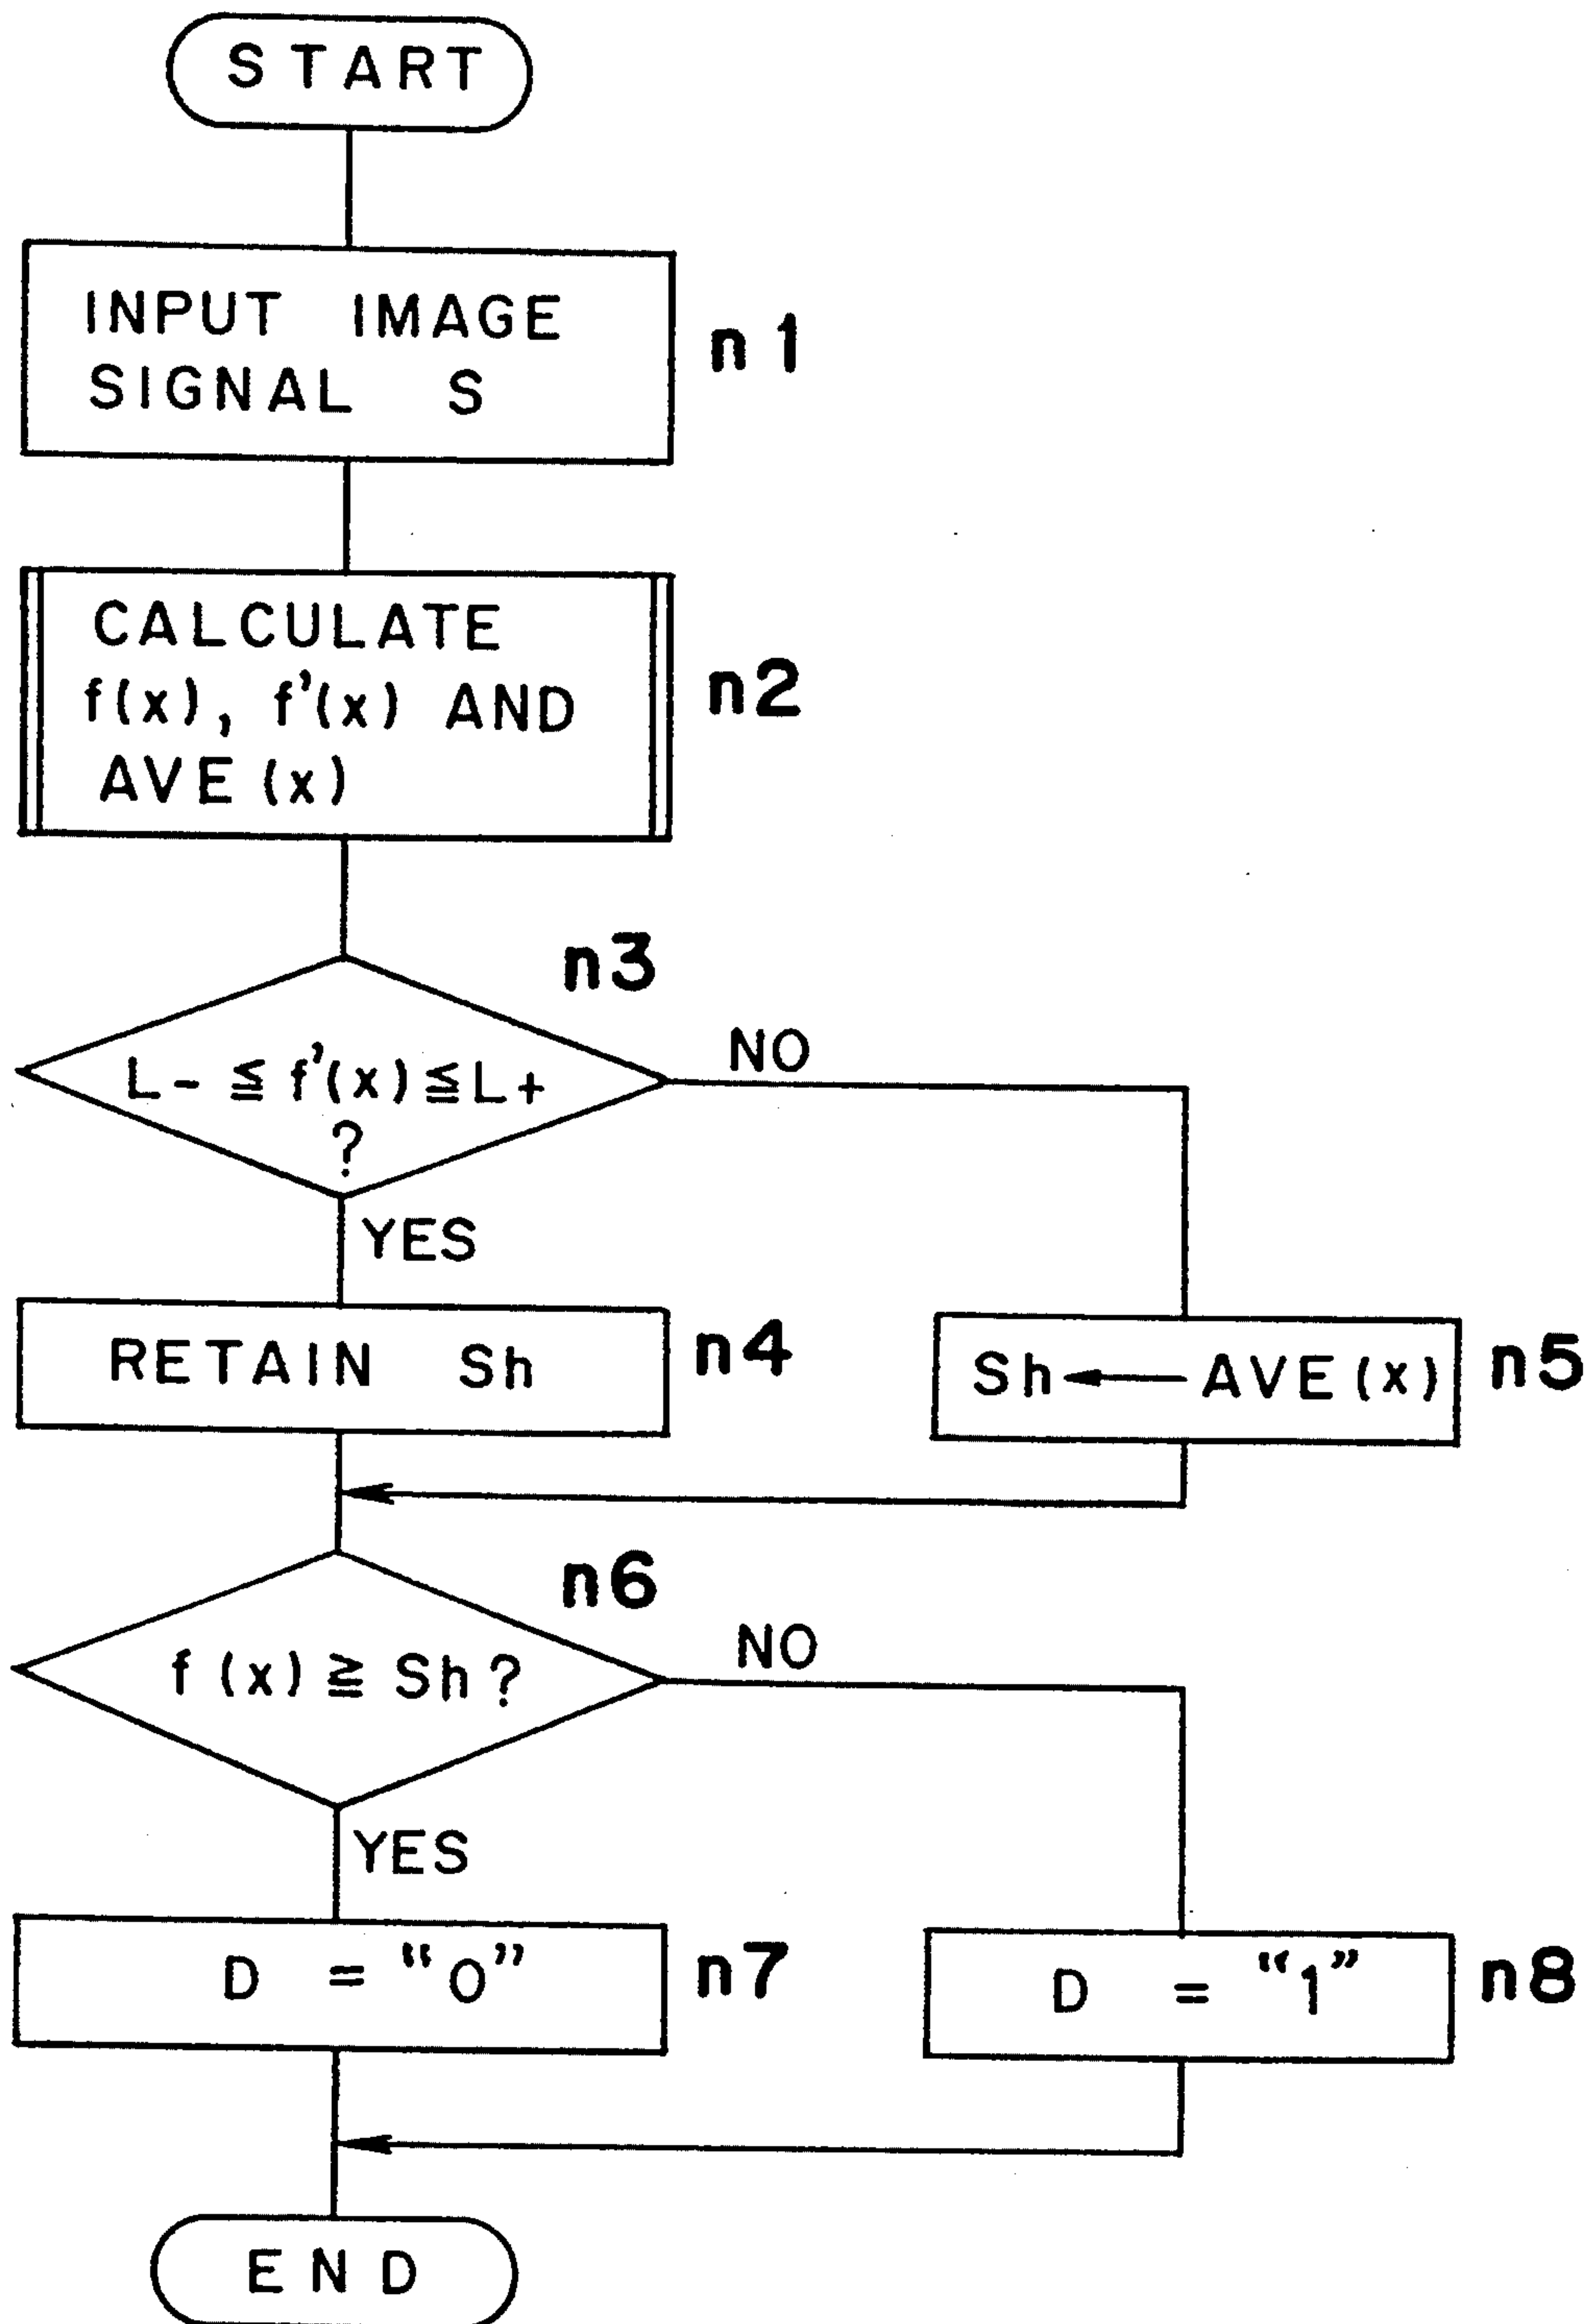 START
INPUT IMAGE
SIGNAL S
n1
CALCULATE
f(x), f'(x) AND
AVE(x)
n2
n3
L- ≦ f'(x) ≦ L+
?
NO
YES
RETAIN Sh
n4
Sh ← AVE(x)
n5
n6
f(x) ≧ Sh?
NO
YES
D = "0"
n7
D = "1"
n8
END